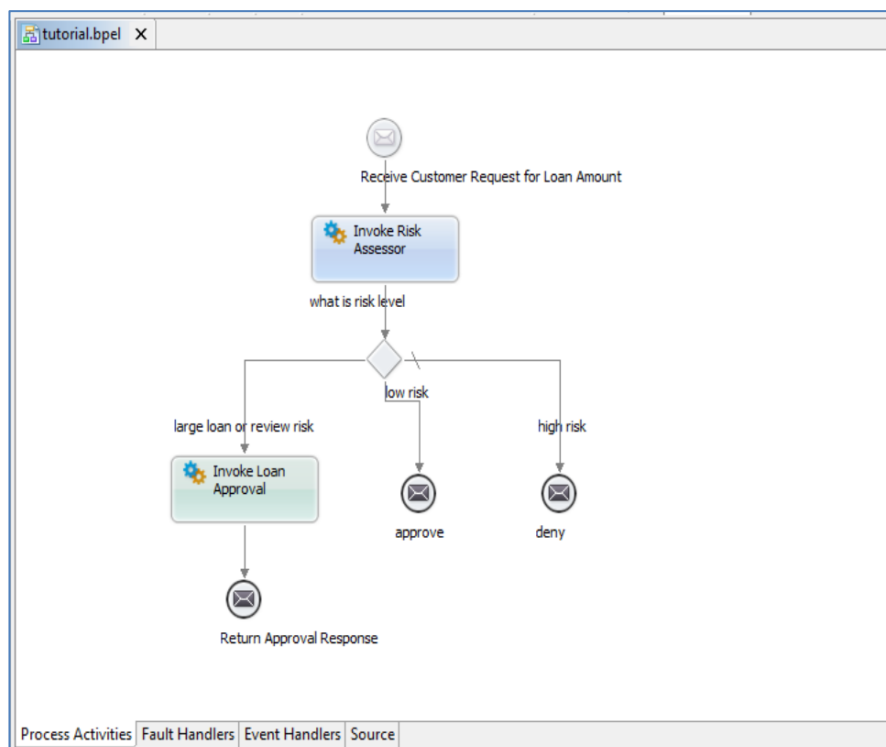 tutorial.bpel
Receive Customer Request for Loan Amount
Invoke Risk
Assessor
what is risk level
low risk
large loan or review risk
high risk
Invoke Loan
Approval
approve
deny
Return Approval Response
Process Activities
Fault Handlers
Event Handlers
Source